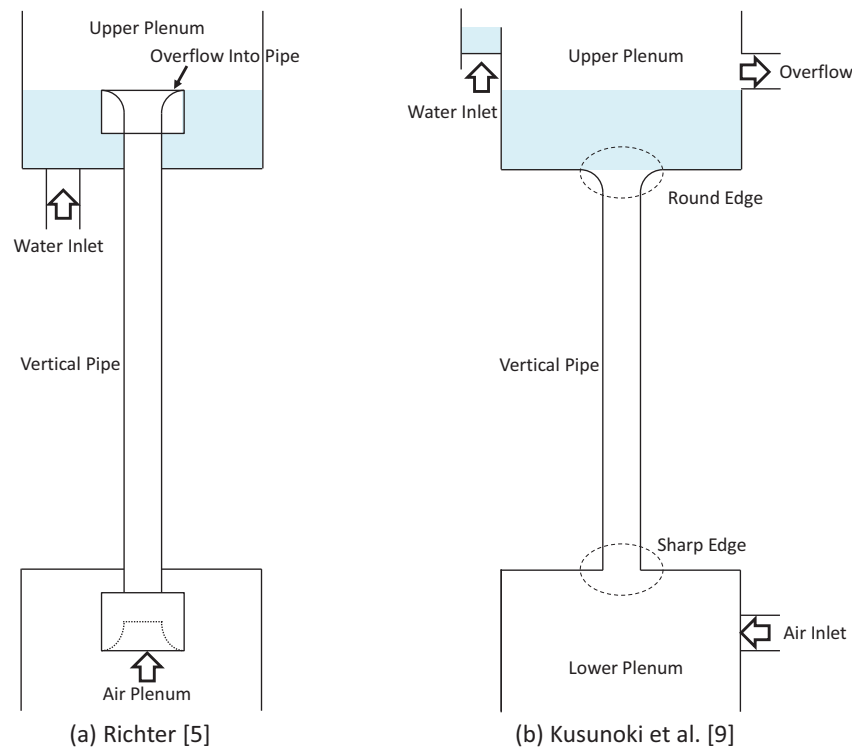 Upper Plenum
Overflow Into Pipe
Water Inlet
Vertical Pipe
Air Plenum
(a) Richter [5]
Upper Plenum
Overflow
Water Inlet
Round Edge
Vertical Pipe
Sharp Edge
Air Inlet
Lower Plenum
(b) Kusunoki et al. [9]